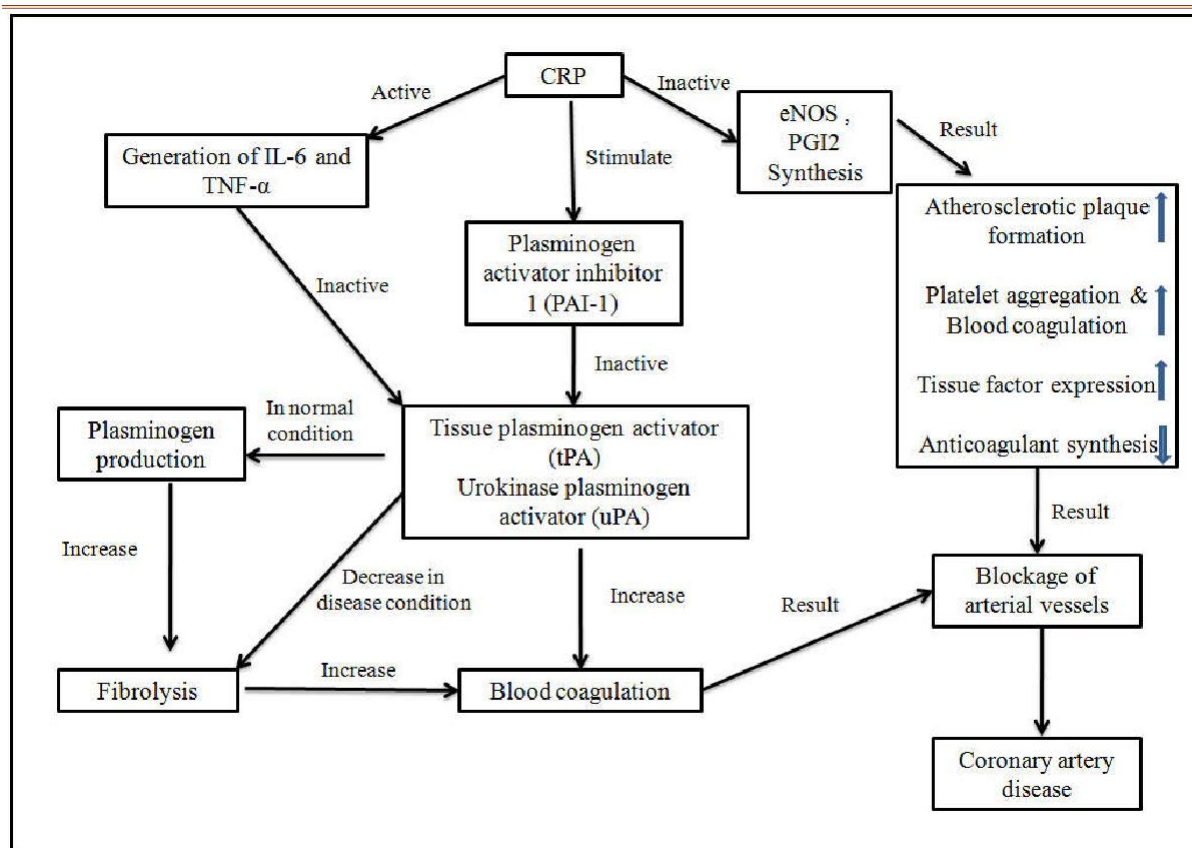 CRP
Active
Inactive
Stimulate
Generation of IL-6 and
TNF-α
eNOS ,
PGI2
Synthesis
Result
Plasminogen
activator inhibitor
1 (PAI-1)
Atherosclerotic plaque
formation
Platelet aggregation &
Blood coagulation
Tissue factor expression
Anticoagulant synthesis
Inactive
Inactive
In normal
condition
Plasminogen
production
Tissue plasminogen activator
(tPA)
Urokinase plasminogen
activator (uPA)
Result
Increase
Decrease in
disease condition
Increase
Result
Blockage of
arterial vessels
Fibrolysis
Increase
Blood coagulation
Coronary artery
disease